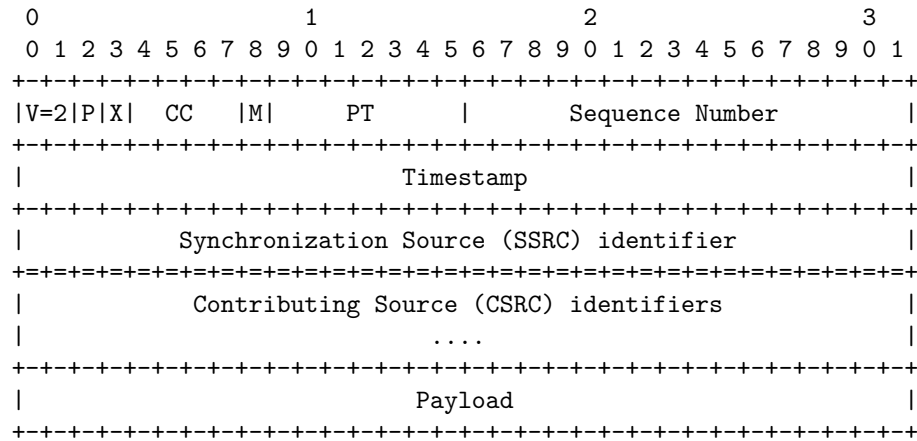 0                   1                   2                   3
 0 1 2 3 4 5 6 7 8 9 0 1 2 3 4 5 6 7 8 9 0 1 2 3 4 5 6 7 8 9 0 1
+-+-+-+-+-+-+-+-+-+-+-+-+-+-+-+-+-+-+-+-+-+-+-+-+-+-+-+-+-+-+-+-+
|V=2|P|X|  CC   |M|     PT      |       Sequence Number         |
+-+-+-+-+-+-+-+-+-+-+-+-+-+-+-+-+-+-+-+-+-+-+-+-+-+-+-+-+-+-+-+-+
|                           Timestamp                           |
+-+-+-+-+-+-+-+-+-+-+-+-+-+-+-+-+-+-+-+-+-+-+-+-+-+-+-+-+-+-+-+-+
|           Synchronization Source (SSRC) identifier            |
+=+=+=+=+=+=+=+=+=+=+=+=+=+=+=+=+=+=+=+=+=+=+=+=+=+=+=+=+=+=+=+=+
|            Contributing Source (CSRC) identifiers             |
|                             ....                              |
+-+-+-+-+-+-+-+-+-+-+-+-+-+-+-+-+-+-+-+-+-+-+-+-+-+-+-+-+-+-+-+-+
|                            Payload                            |
+-+-+-+-+-+-+-+-+-+-+-+-+-+-+-+-+-+-+-+-+-+-+-+-+-+-+-+-+-+-+-+-+